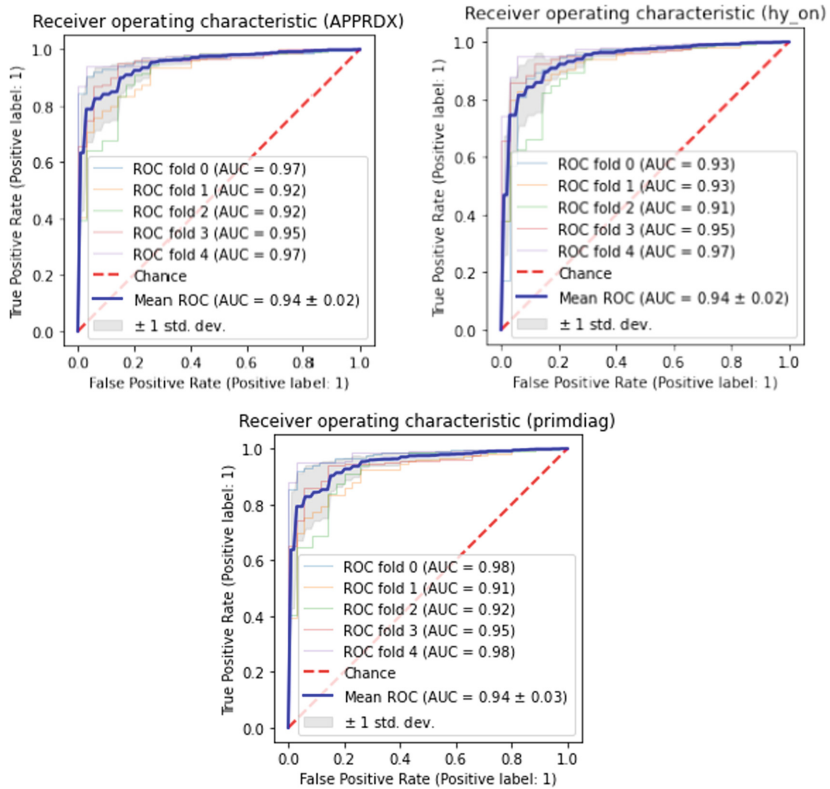 Receiver operating characteristic (APPRDX)
True Positive Rate (Positive label: 1)
1.0
0.8
0.6
0.4
0.2
0.0
ROC fold 0 (AUC = 0.97)
ROC fold 1 (AUC = 0.92)
ROC fold 2 (AUC = 0.92)
ROC fold 3 (AUC = 0.95)
ROC fold 4 (AUC = 0.97)
Chance
Mean ROC (AUC = 0.94 ± 0.02)
± 1 std. dev.
0.0 0.2 0.4 0.6 0.8 1.0
False Positive Rate (Positive label: 1)
Receiver operating characteristic (hy_on)
True Positive Rate (Positive label: 1)
1.0
0.8
0.6
0.4
0.2
0.0
ROC fold 0 (AUC = 0.93)
ROC fold 1 (AUC = 0.93)
ROC fold 2 (AUC = 0.91)
ROC fold 3 (AUC = 0.95)
ROC fold 4 (AUC = 0.97)
Chance
Mean ROC (AUC = 0.94 ± 0.02)
± 1 std. dev.
0.0 0.2 0.4 0.6 0.8 1.0
False Positive Rate (Positive label: 1)
Receiver operating characteristic (primdiag)
True Positive Rate (Positive label: 1)
1.0
0.8
0.6
0.4
0.2
0.0
ROC fold 0 (AUC = 0.98)
ROC fold 1 (AUC = 0.91)
ROC fold 2 (AUC = 0.92)
ROC fold 3 (AUC = 0.95)
ROC fold 4 (AUC = 0.98)
Chance
Mean ROC (AUC = 0.94 ± 0.03)
± 1 std. dev.
0.0 0.2 0.4 0.6 0.8 1.0
False Positive Rate (Positive label: 1)